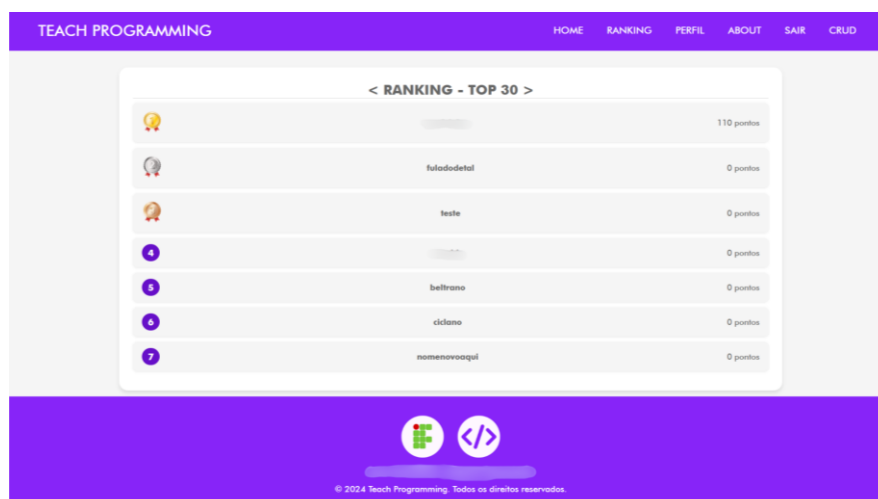 TEACH PROGRAMMING HOME RANKING PERFIL ABOUT SAIR CRUD
< RANKING - TOP 30 >
110 pontos
fuladodetal 0 pontos
teste 0 pontos
4 0 pontos
5 beltrano 0 pontos
6 ciclano 0 pontos
7 nomenovoaqui 0 pontos
</>
© 2024 Teach Programming. Todos os direitos reservados.